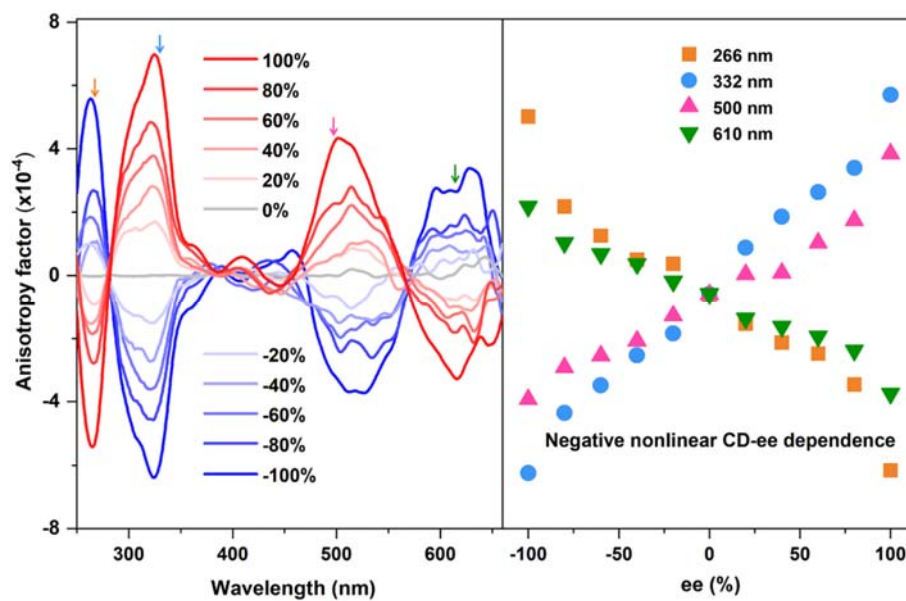 8
4
0
-4
-8
Anisotropy factor (x10⁻⁴)
100%
80%
60%
40%
20%
0%
-20%
-40%
-60%
-80%
-100%
300 400 500 600
Wavelength (nm)
266 nm
332 nm
500 nm
610 nm
Negative nonlinear CD-ee dependence
-100 -50 0 50 100
ee (%)